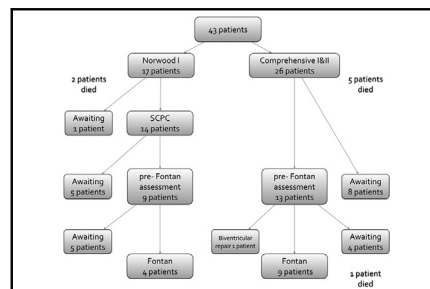 43 patients
Norwood I
17 patients
Comprehensive I&II
26 patients
2 patients
died
5 patients
died
Awaiting
1 patient
SCPC
14 patients
Awaiting
5 patients
pre- Fontan
assessment
9 patients
pre- Fontan
assessment
13 patients
Awaiting
8 patients
Awaiting
5 patients
Fontan
4 patients
Biventricular
repair 1 patient
Fontan
9 patients
Awaiting
4 patients
1 patient
died